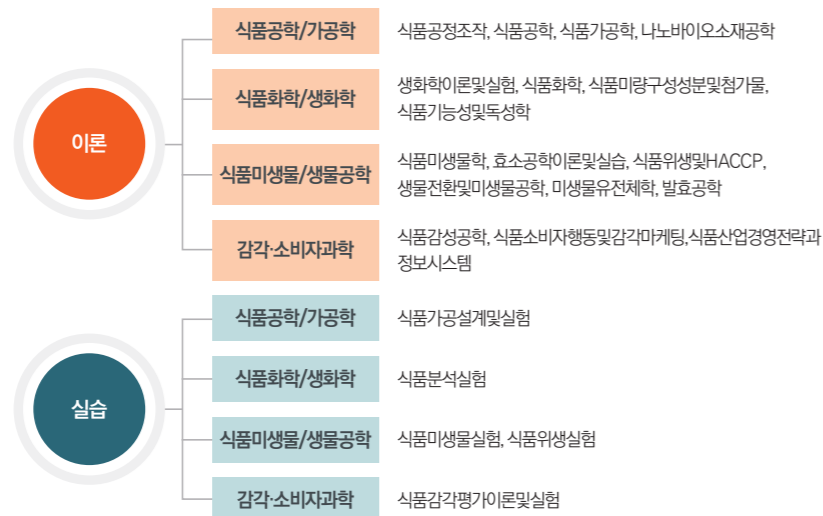 이론
식품공학/가공학
식품공정조작, 식품공학, 식품가공학, 나노바이오소재공학
식품화학/생화학
생화학이론및실험, 식품화학, 식품미량구성성분및첨가물,
식품기능성및독성학
식품미생물/생물공학
식품미생물학, 효소공학이론및실습, 식품위생및HACCP,
생물전환및미생물공학, 미생물유전체학, 발효공학
감각·소비자과학
식품감성공학, 식품소비자행동및감각마케팅,식품산업경영전략과
정보시스템
실습
식품공학/가공학
식품가공설계및실험
식품화학/생화학
식품분석실험
식품미생물/생물공학
식품미생물실험, 식품위생실험
감각·소비자과학
식품감각평가이론및실험